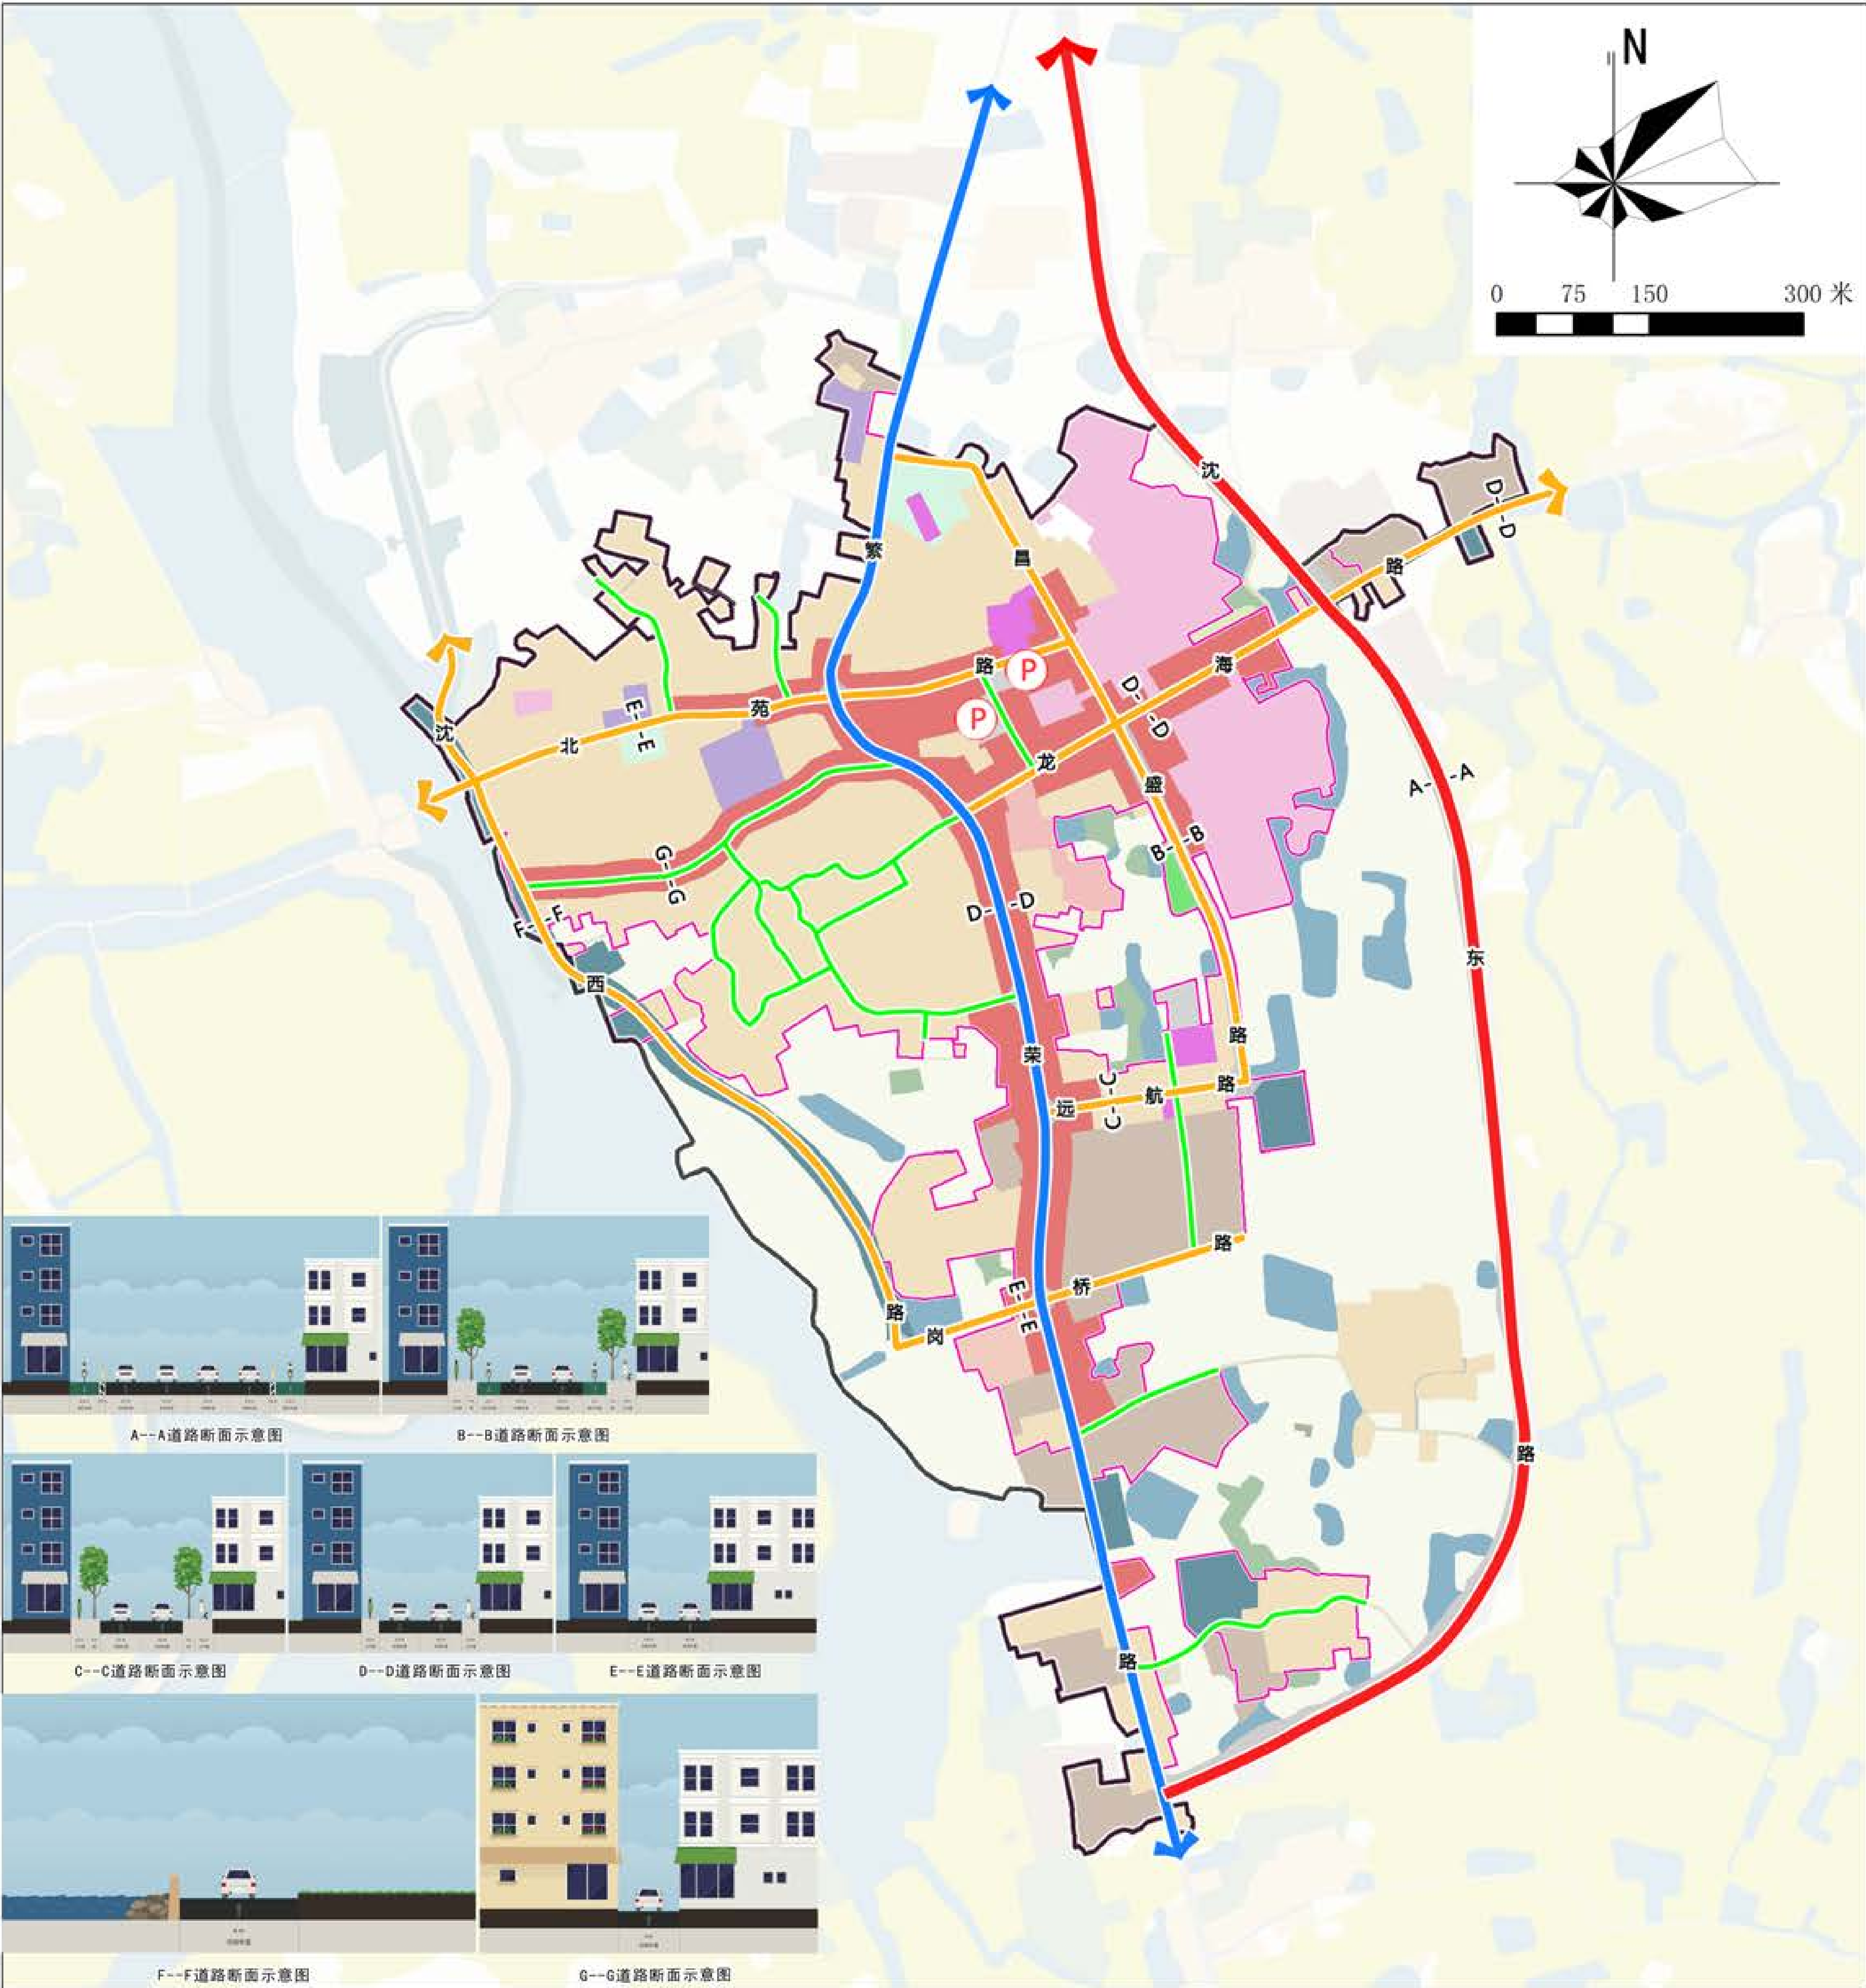 N
0 75 150 300 米
沈
D--D
路
繁
昌
路
P
海
D--D
E--E
苑
P
沈
北
龙
盛
A--A
B--B
G--G
D--D
F--F
东
西
路
荣
C--C
路
远
航
路
E--E
桥
路
岗
路
路
A--A道路断面示意图
B--B道路断面示意图
C--C道路断面示意图
D--D道路断面示意图
E--E道路断面示意图
路
F--F道路断面示意图
G--G道路断面示意图